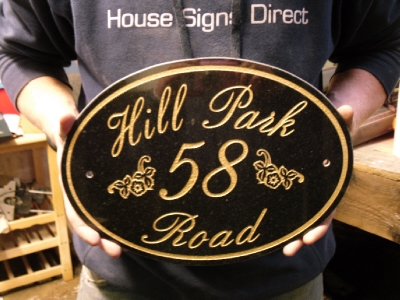 House Signs Direct
Hill Park
58
Road